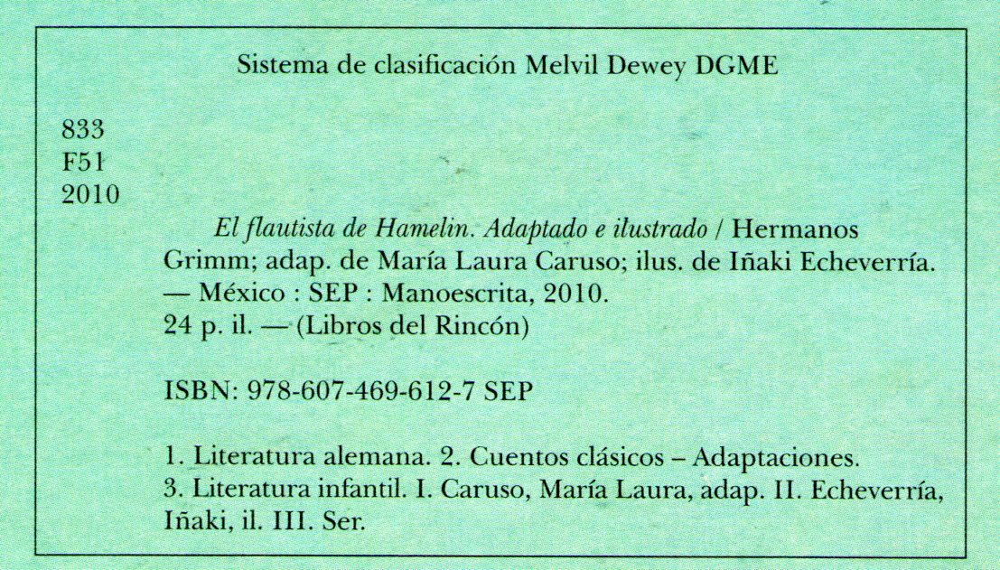 Sistema de clasificación Melvil Dewey DGME
833
F51
2010
El flautista de Hamelin. Adaptado e ilustrado / Hermanos
Grimm; adap. de María Laura Caruso; ilus. de Iñaki Echeverría.
— México : SEP : Manoescrita, 2010.
24 p. il. — (Libros del Rincón)
ISBN: 978-607-469-612-7 SEP
1. Literatura alemana. 2. Cuentos clásicos – Adaptaciones.
3. Literatura infantil. I. Caruso, María Laura, adap. II. Echeverría,
Iñaki, il. III. Ser.